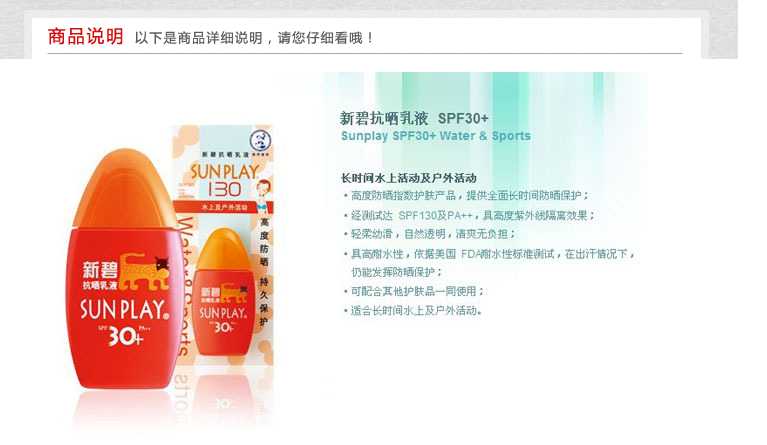 商品说明 以下是商品详细说明，请您仔细看哦！
新碧抗晒乳液 SPF30+
Sunplay SPF30+ Water & Sports
长时间水上活动及户外活动
•高度防晒指数护肤产品，提供全面长时间防晒保护；
•经测试达 SPF130及PA++，具高度紫外线隔离效果；
•轻柔幼滑，自然透明，清爽无负担；
•具高耐水性，依据美国 FDA耐水性标准测试，在出汗情况下，
仍能发挥防晒保护；
•可配合其他护肤品一同使用；
•适合长时间水上及户外活动。
新碧抗晒乳液
SUNPLAY
130
水上及户外活动
Water&Sports
高度防晒 持久保护
新碧
抗晒乳液
SUNPLAY®
SPF 30+ PA++
新碧
抗晒乳液
SUNPLAY
30+